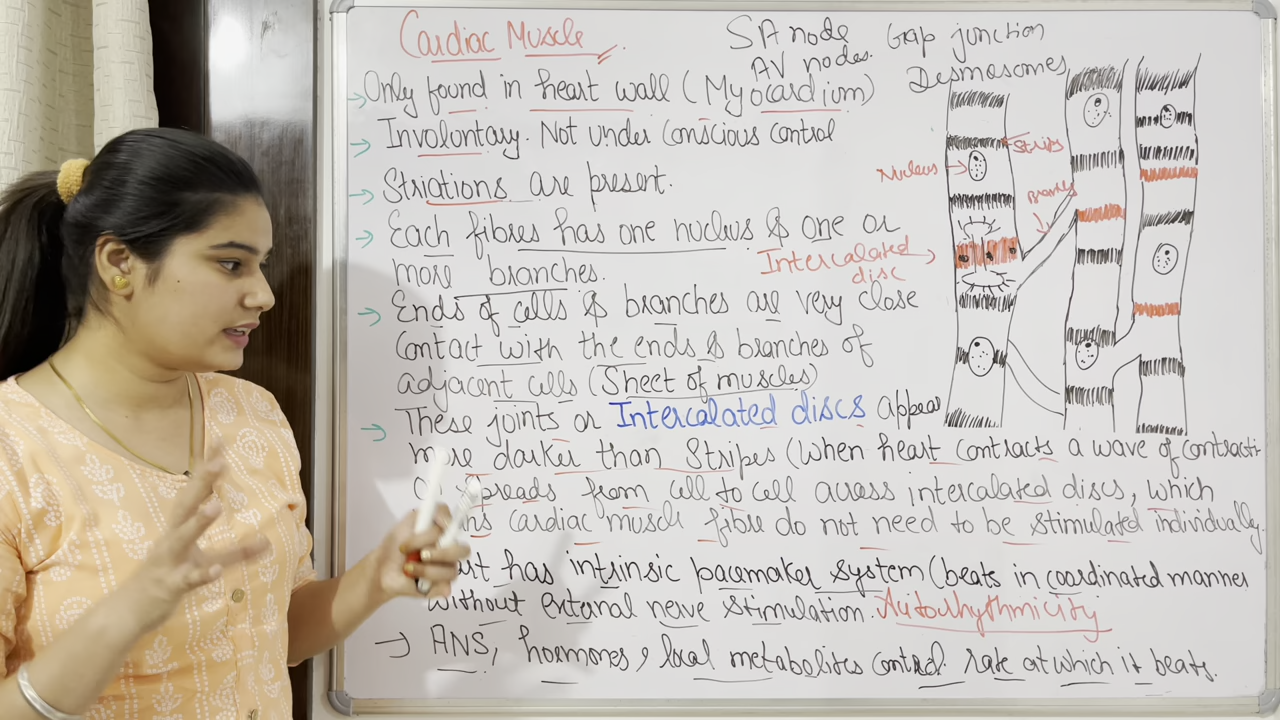 Cardiac Muscle
SA node
AV nodes.
Gap junction
Desmosomes
→ Only found in heart wall (Myocardium)
→ Involuntary. Not under conscious control
→ Striations are present.
→ Each fibres has one nucleus & one or
more branches.
→ Ends of cells & branches are very close
contact with the ends & branches of
adjacent cells (Sheet of muscles)
→ These joints or Intercalated discs appear
more darker than Stripes (When heart contracts a wave of contracti
spreads from cell to cell across intercalated discs, which
cardiac muscle fibre do not need to be stimulated individually.
has intrinsic pacemaker system (beats in coordinated manner
without external nerve stimulation. Autorhythmicity
→ ANS, hormones, local metabolites control rate at which it beats.
Nucleus →
Stripes
Branches
Intercalated →
disc